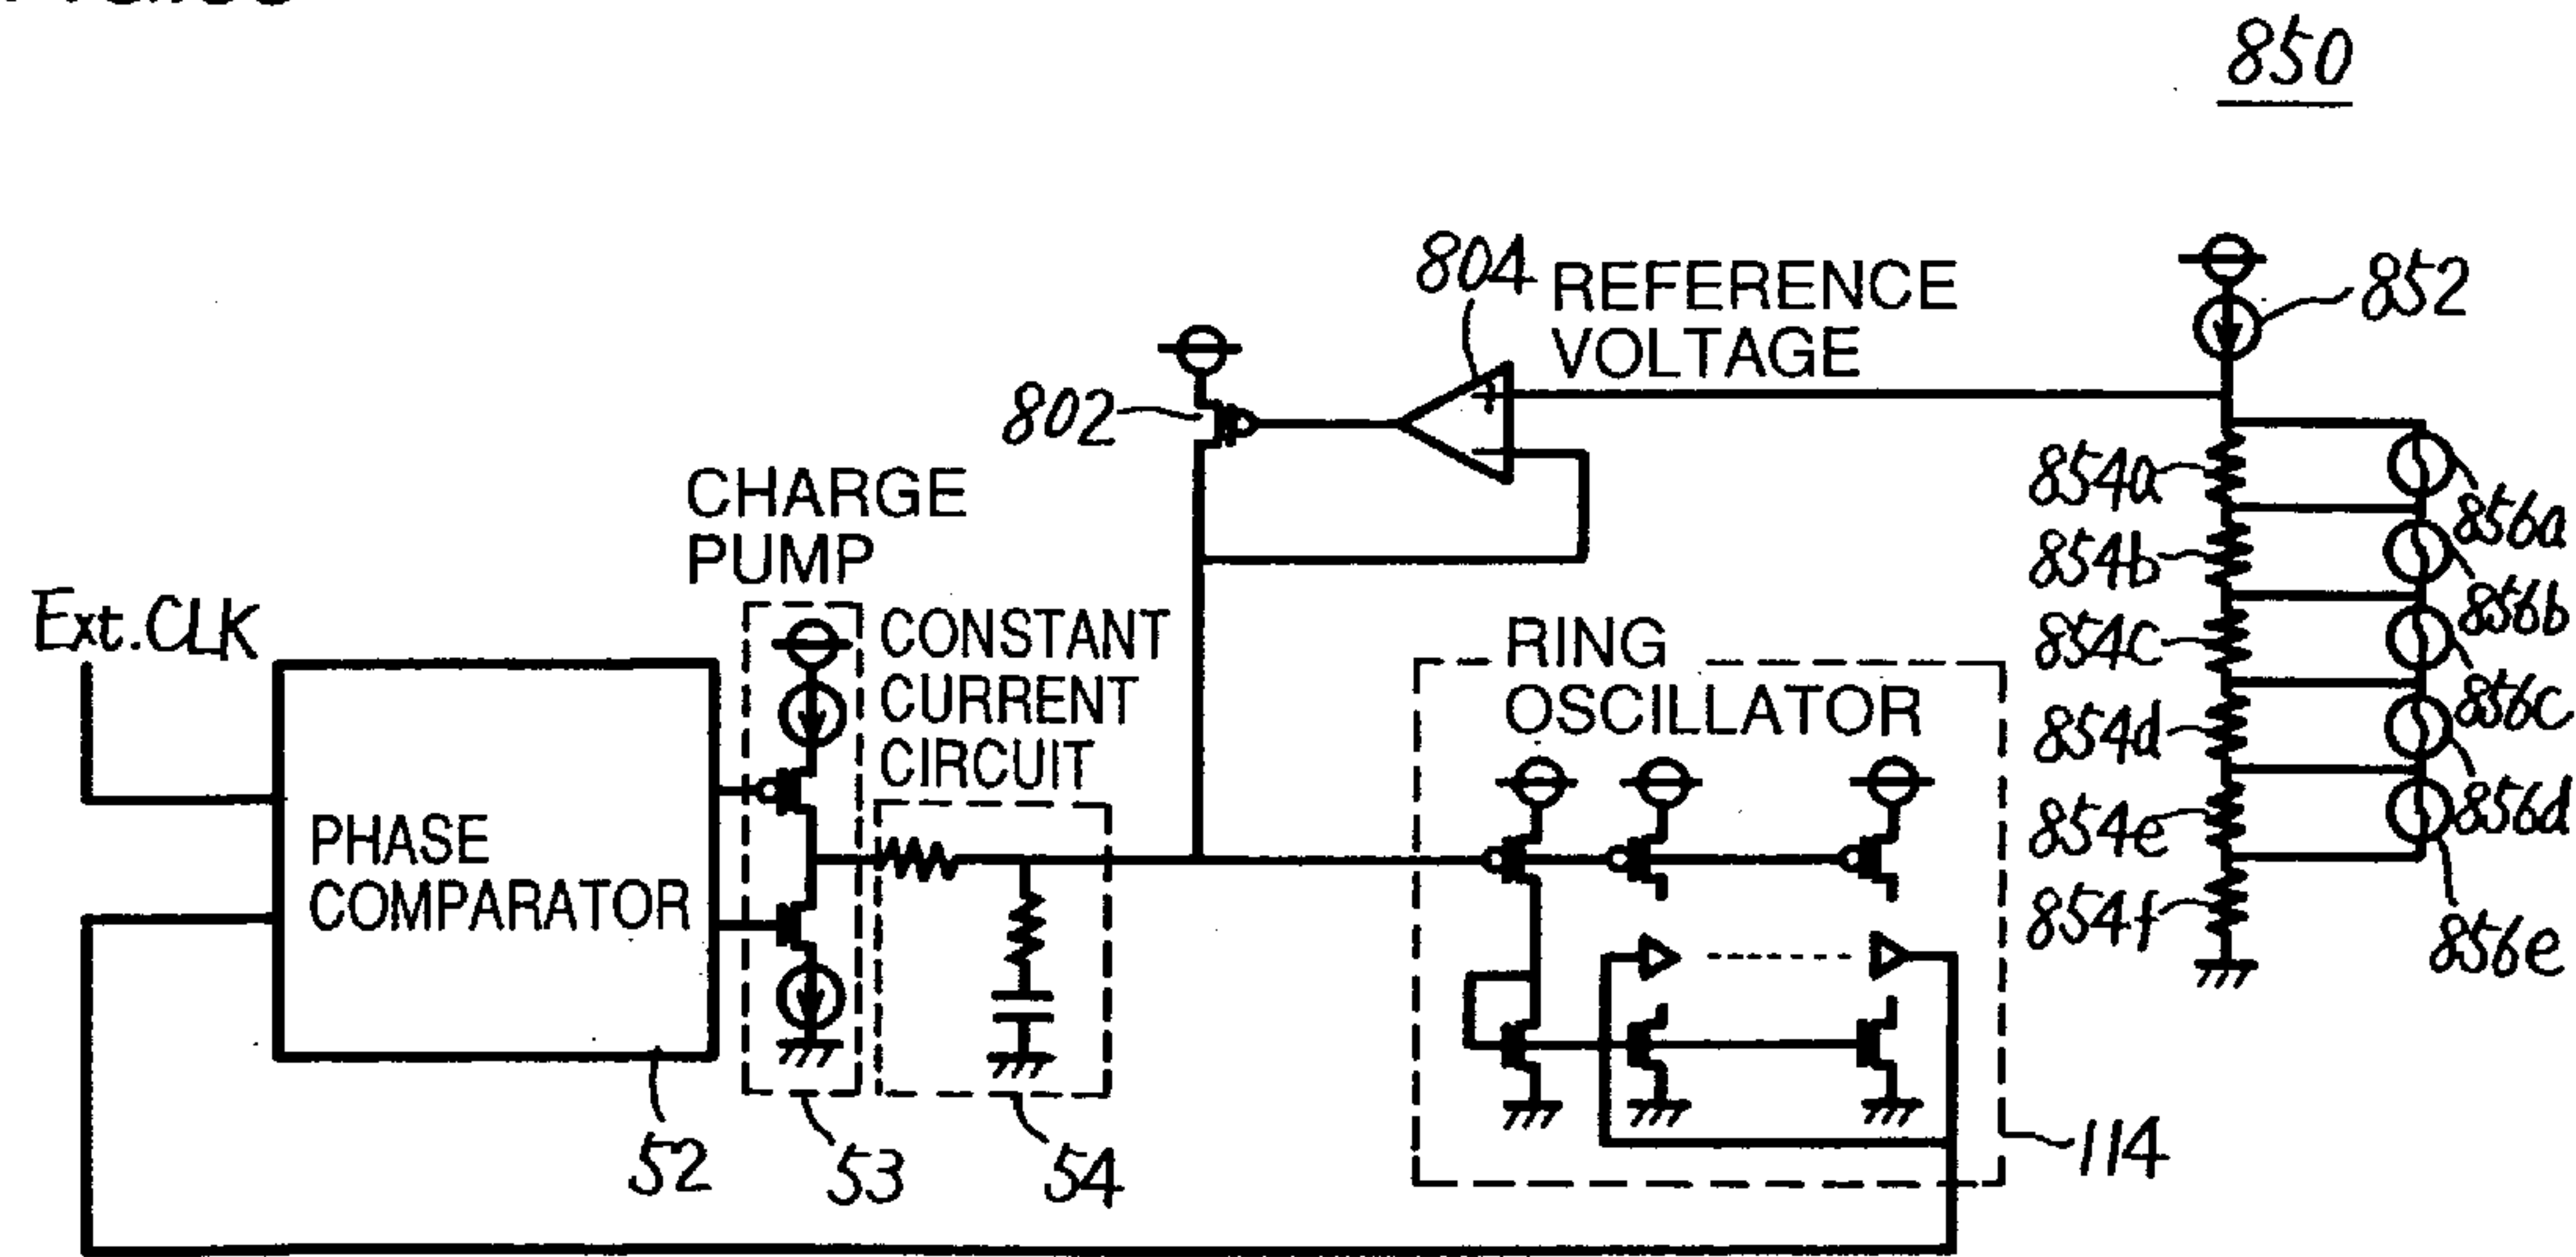 850
804
REFERENCE
VOLTAGE
852
802
CHARGE
PUMP
854a
856a
854b
856b
Ext.CLK
CONSTANT
CURRENT
CIRCUIT
RING
OSCILLATOR
854c
856c
854d
856d
PHASE
COMPARATOR
854e
854f
856e
52
53
54
114